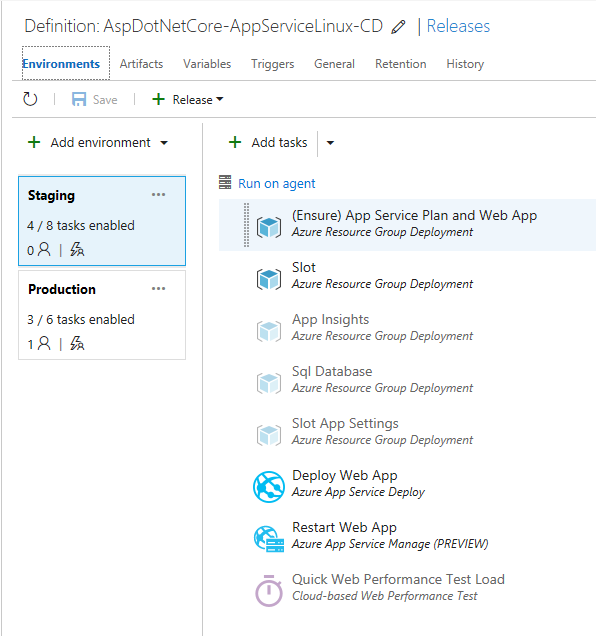 Definition: AspDotNetCore-AppServiceLinux-CD | Releases
Environments Artifacts Variables Triggers General Retention History
Save Release
Add environment
Add tasks
Staging ...
4 / 8 tasks enabled
0 |
Production ...
3 / 6 tasks enabled
1 |
Run on agent
(Ensure) App Service Plan and Web App
Azure Resource Group Deployment
Slot
Azure Resource Group Deployment
App Insights
Azure Resource Group Deployment
Sql Database
Azure Resource Group Deployment
Slot App Settings
Azure Resource Group Deployment
Deploy Web App
Azure App Service Deploy
Restart Web App
Azure App Service Manage (PREVIEW)
Quick Web Performance Test Load
Cloud-based Web Performance Test